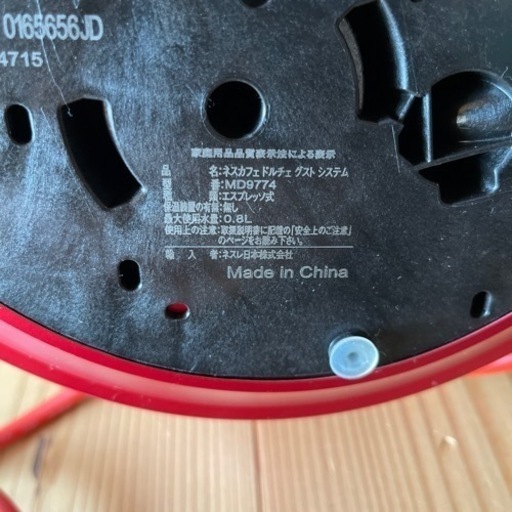 0165656JD
4715
家庭用品品質表示法による表示
品 名:ネスカフェ ドルチェ グスト システム
型 番:MD9774
種 類:エスプレッソ式
保温装置の有無:無し
最大使用水量:0.8L
使用上の注意:取扱説明書に記載の「安全上のご注意」
のページをお読み下さい。
輸 入 者:ネスレ日本株式会社
Made in China